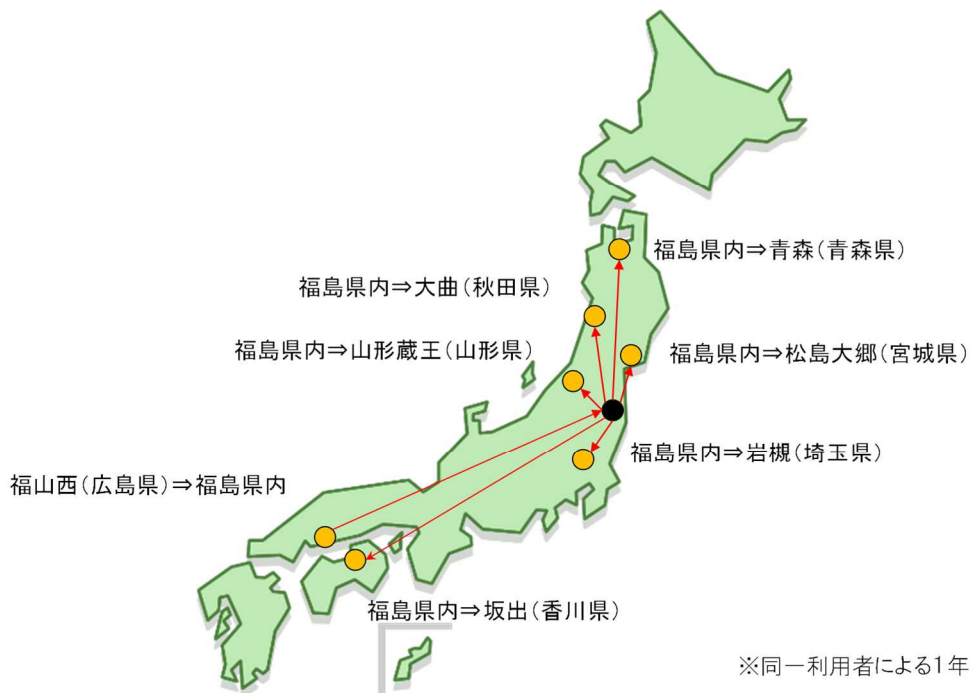 福島県内⇒青森(青森県)
福島県内⇒大曲(秋田県)
福島県内⇒山形蔵王(山形県)
福島県内⇒松島大郷(宮城県)
福島県内⇒岩槻(埼玉県)
福山西(広島県)⇒福島県内
福島県内⇒坂出(香川県)
※同一利用者による1年